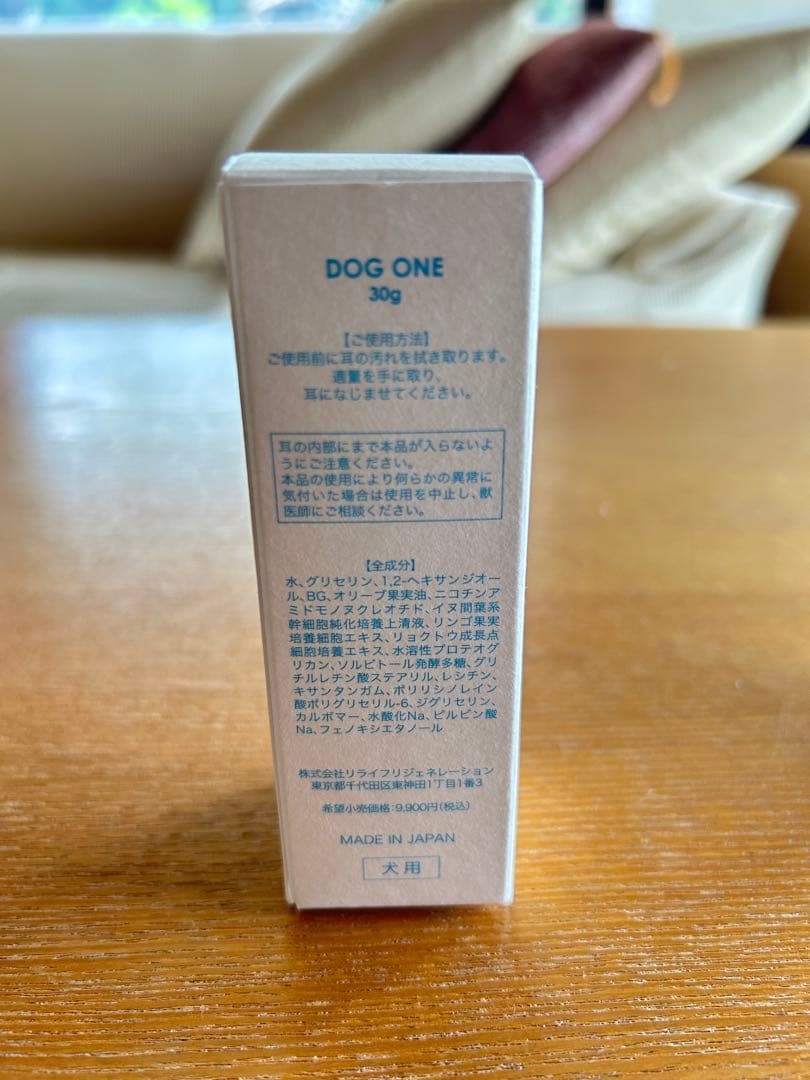 DOG ONE
30g
【ご使用方法】
ご使用前に耳の汚れを拭き取ります。
適量を手に取り、
耳になじませてください。
耳の内部にまで本品が入らないよ
うにご注意ください。
本品の使用により何らかの異常に
気付いた場合は使用を中止し、獣
医師にご相談ください。
【全成分】
水、グリセリン、1,2-ヘキサンジオー
ル、BG、オリーブ果実油、ニコチンア
ミドモノヌクレオチド、イヌ間葉系
幹細胞純化培養上清液、リンゴ果実
培養細胞エキス、リョクトウ成長点
細胞培養エキス、水溶性プロテオグ
リカン、ソルビトール発酵多糖、グリ
チルレチン酸ステアリル、レシチン、
キサンタンガム、ポリリシノレイン
酸ポリグリセリル-6、ジグリセリン、
カルボマー、水酸化Na、ピルビン酸
Na、フェノキシエタノール
株式会社リライフリジェネレーション
東京都千代田区東神田1丁目1番3
希望小売価格:9,900円(税込)
MADE IN JAPAN
犬用